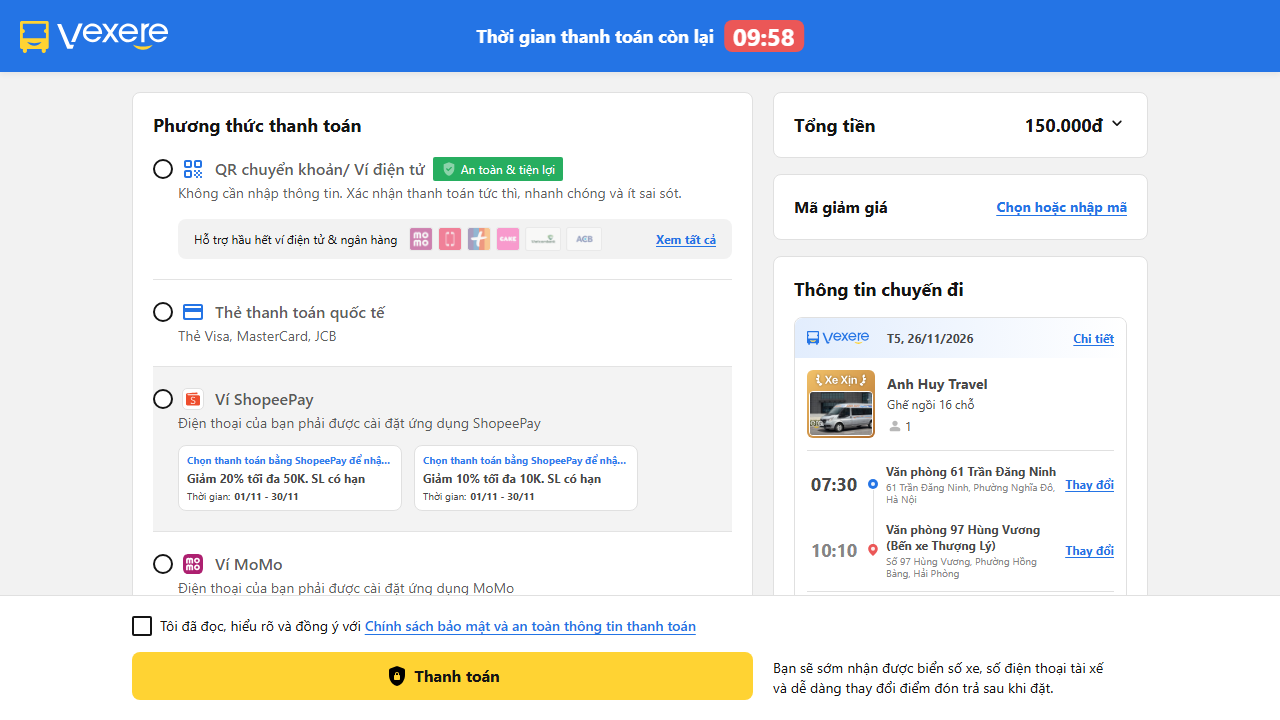 Vexere
Thời gian thanh toán còn lại 09:58
Phương thức thanh toán
QR chuyển khoản/ Ví điện tử An toàn & tiện lợi
Không cần nhập thông tin. Xác nhận thanh toán tức thì, nhanh chóng và ít sai sót.
Hỗ trợ hầu hết ví điện tử & ngân hàng mo mo CAKE Vietcombank ACB Xem tất cả
Thẻ thanh toán quốc tế
Thẻ Visa, MasterCard, JCB
Ví ShopeePay
Điện thoại của bạn phải được cài đặt ứng dụng ShopeePay
Chọn thanh toán bằng ShopeePay để nhậ...
Giảm 20% tối đa 50K. SL có hạn
Thời gian: 01/11 - 30/11
Chọn thanh toán bằng ShopeePay để nhậ...
Giảm 10% tối đa 10K. SL có hạn
Thời gian: 01/11 - 30/11
mo mo Ví MoMo
Điện thoại của bạn phải được cài đặt ứng dụng MoMo
Tổng tiền 150.000đ
Mã giảm giá Chọn hoặc nhập mã
Thông tin chuyến đi
Vexere T5, 26/11/2026 Chi tiết
Xe Xịn
Anh Huy Travel
Ghế ngồi 16 chỗ
1
07:30 Văn phòng 61 Trần Đăng Ninh Thay đổi
61 Trần Đăng Ninh, Phường Nghĩa Đô,
Hà Nội
10:10 Văn phòng 97 Hùng Vương
(Bến xe Thượng Lý) Thay đổi
Số 97 Hùng Vương, Phường Hồng
Bàng, Hải Phòng
Tôi đã đọc, hiểu rõ và đồng ý với Chính sách bảo mật và an toàn thông tin thanh toán
Thanh toán
Bạn sẽ sớm nhận được biển số xe, số điện thoại tài xế
và dễ dàng thay đổi điểm đón trả sau khi đặt.